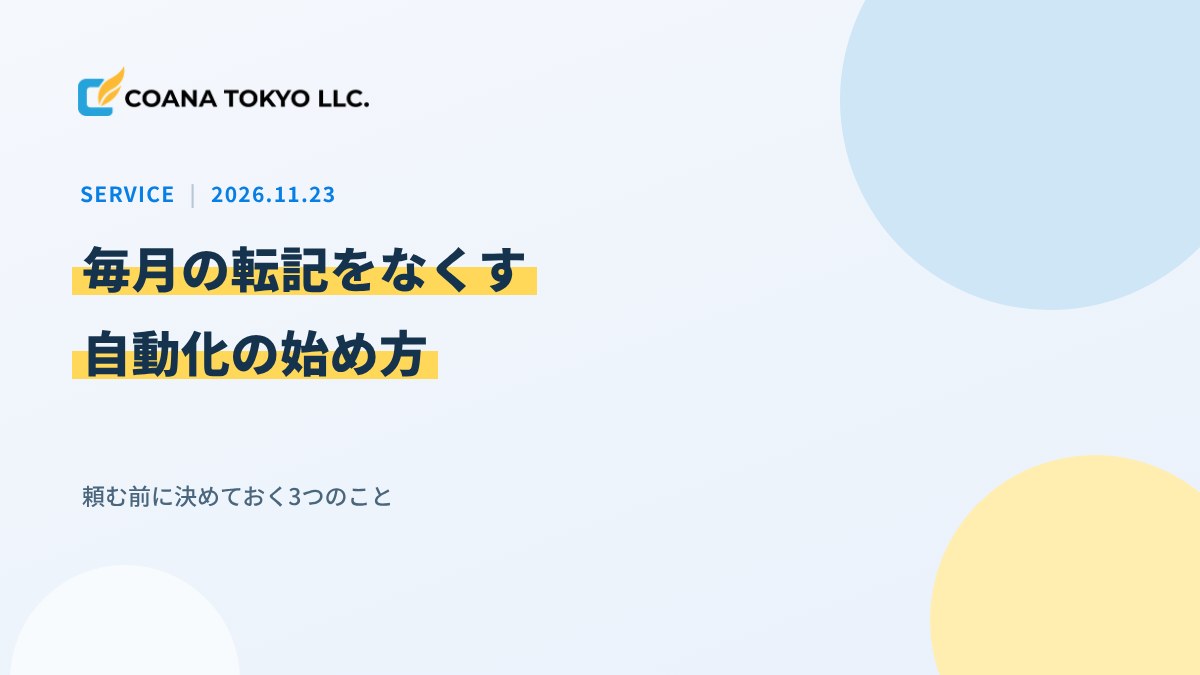 COANA TOKYO LLC.
SERVICE | 2026.11.23
毎月の転記をなくす
自動化の始め方
頼む前に決めておく3つのこと